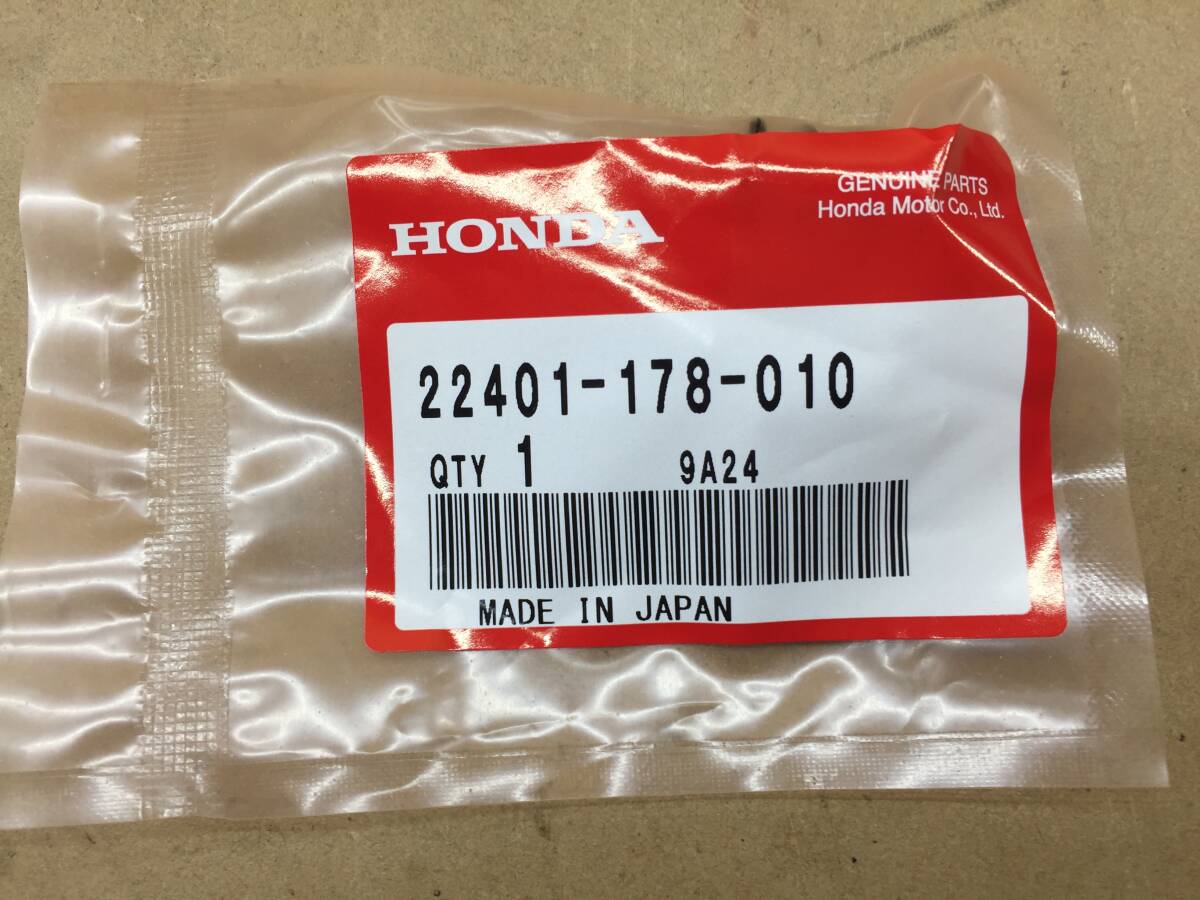 HONDA
GENUINE PARTS
Honda Motor Co., Ltd.
22401-178-010
QTY 1 9A24
MADE IN JAPAN